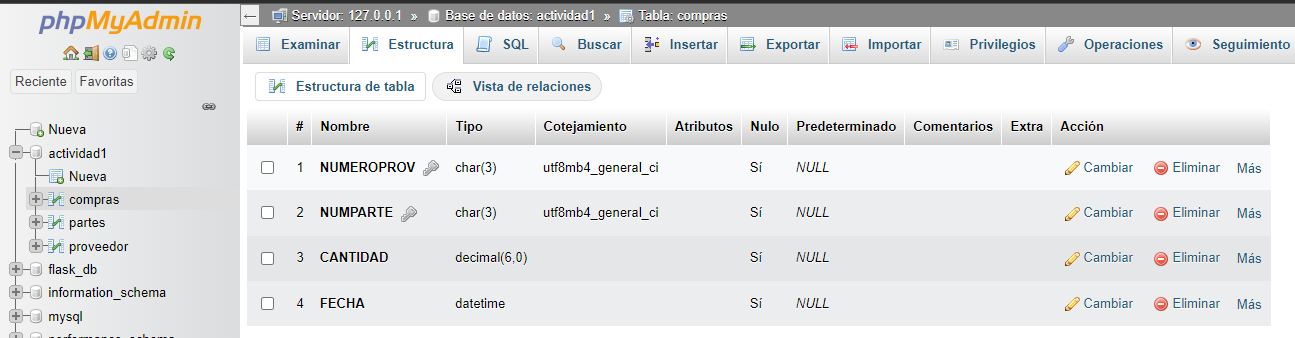 phpMyAdmin
Reciente Favoritas
Nueva
actividad1
Nueva
compras
partes
proveedor
flask_db
information_schema
mysql
performance_schema
Servidor: 127.0.0.1 » Base de datos: actividad1 » Tabla: compras
Examinar Estructura SQL Buscar Insertar Exportar Importar Privilegios Operaciones Seguimiento
Estructura de tabla Vista de relaciones
# Nombre Tipo Cotejamiento Atributos Nulo Predeterminado Comentarios Extra Acción
1 NUMEROPROV char(3) utf8mb4_general_ci Sí NULL Cambiar Eliminar Más
2 NUMPARTE char(3) utf8mb4_general_ci Sí NULL Cambiar Eliminar Más
3 CANTIDAD decimal(6,0) Sí NULL Cambiar Eliminar Más
4 FECHA datetime Sí NULL Cambiar Eliminar Más